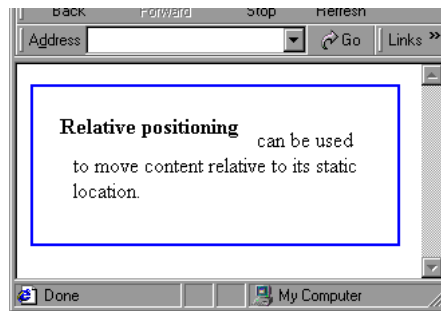 Back Forward Stop Refresh
Address Go Links »
Relative positioning
can be used
to move content relative to its static
location.
Done My Computer